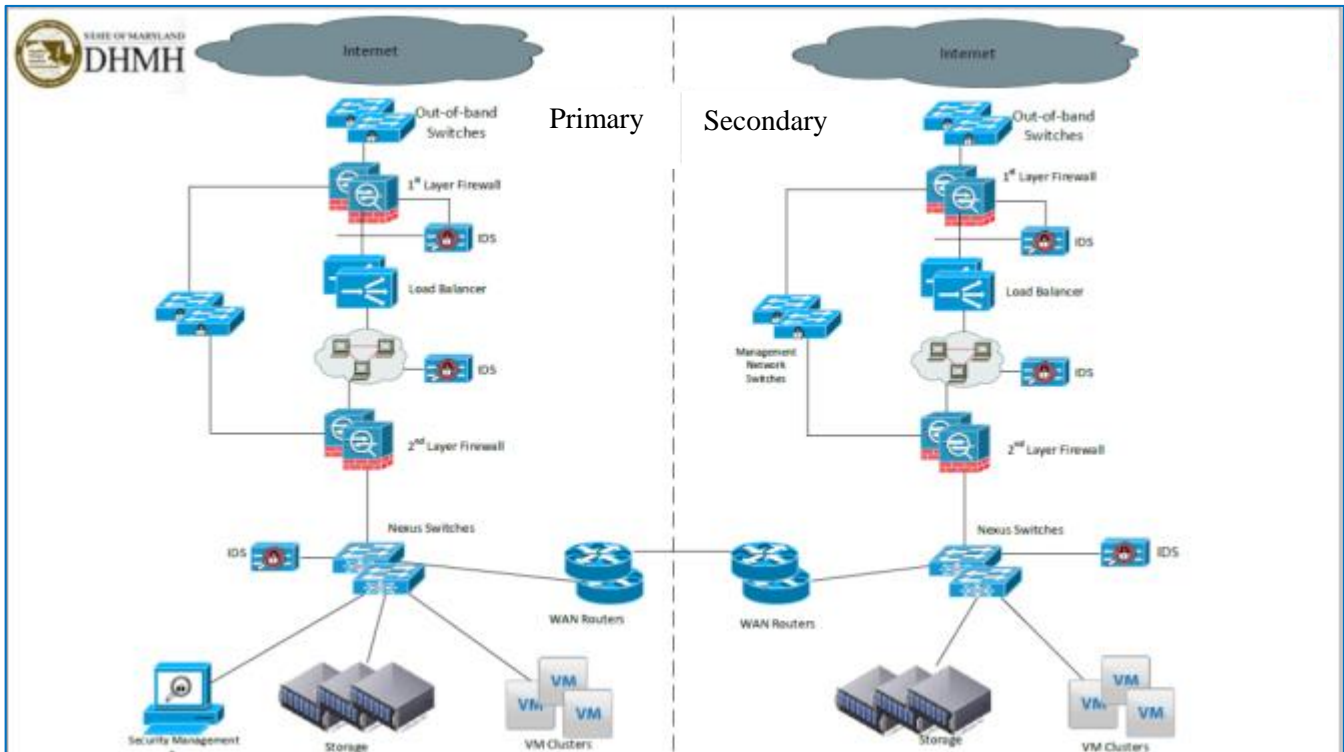 STATE OF MARYLAND
DHMH
Internet
Out-of-band
Switches
Primary
1st Layer Firewall
IDS
Load Balancer
IDS
2nd Layer Firewall
Nexus Switches
IDS
WAN Routers
Security Management
Storage
VM
VM
VM
VM Clusters
Internet
Secondary
Out-of-band
Switches
1st Layer Firewall
IDS
Load Balancer
Management
Network
Switches
IDS
2nd Layer Firewall
Nexus Switches
IDS
WAN Routers
Storage
VM
VM
VM
VM Clusters